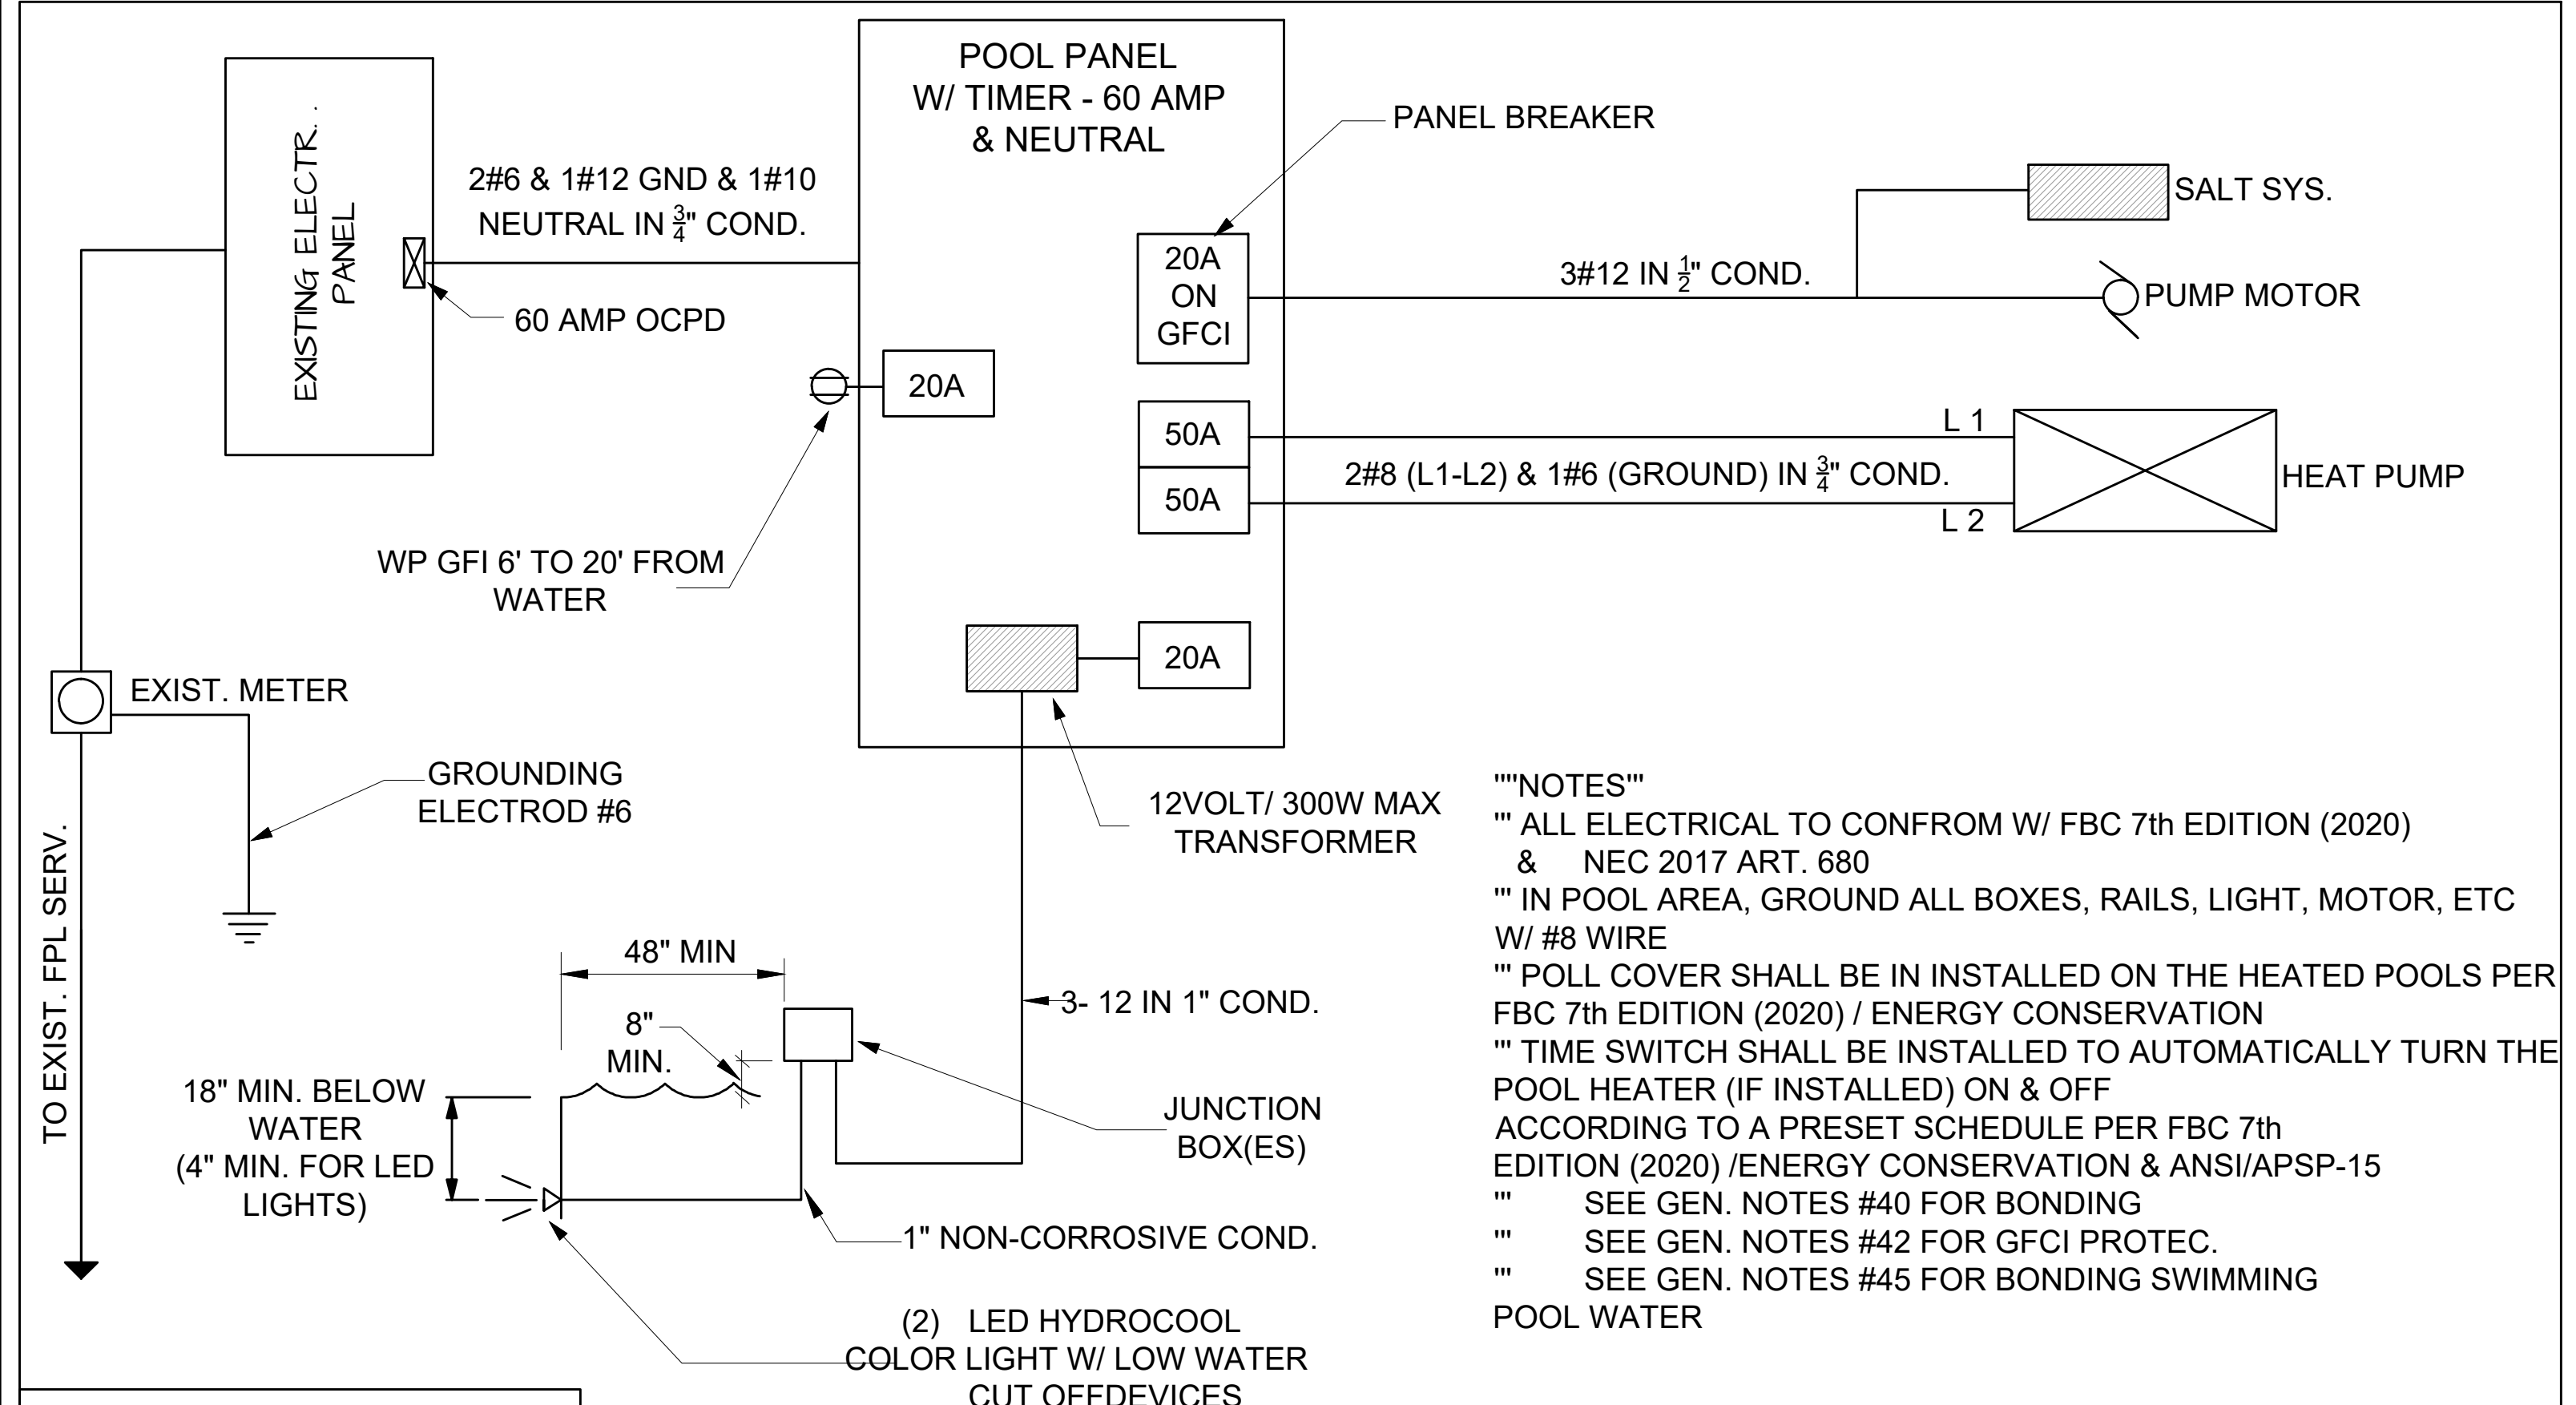 POOL PANEL
W/ TIMER - 60 AMP
& NEUTRAL
PANEL BREAKER
EXISTING ELECTR. .
PANEL
2#6 & 1#12 GND & 1#10
NEUTRAL IN 3/4" COND.
60 AMP OCPD
20A
ON
GFCI
3#12 IN 1/2" COND.
SALT SYS.
PUMP MOTOR
20A
50A
50A
L 1
2#8 (L1-L2) & 1#6 (GROUND) IN 3/4" COND.
L 2
HEAT PUMP
WP GFI 6' TO 20' FROM
WATER
20A
EXIST. METER
GROUNDING
ELECTROD #6
12VOLT/ 300W MAX
TRANSFORMER
TO EXIST. FPL SERV.
48" MIN
8"
MIN.
3- 12 IN 1" COND.
18" MIN. BELOW
WATER
(4" MIN. FOR LED
LIGHTS)
JUNCTION
BOX(ES)
1" NON-CORROSIVE COND.
(2) LED HYDROCOOL
COLOR LIGHT W/ LOW WATER
CUT OFFDEVICES
""NOTES'"
'" ALL ELECTRICAL TO CONFROM W/ FBC 7th EDITION (2020)
& NEC 2017 ART. 680
'" IN POOL AREA, GROUND ALL BOXES, RAILS, LIGHT, MOTOR, ETC
W/ #8 WIRE
'" POLL COVER SHALL BE IN INSTALLED ON THE HEATED POOLS PER
FBC 7th EDITION (2020) / ENERGY CONSERVATION
'" TIME SWITCH SHALL BE INSTALLED TO AUTOMATICALLY TURN THE
POOL HEATER (IF INSTALLED) ON & OFF
ACCORDING TO A PRESET SCHEDULE PER FBC 7th
EDITION (2020) /ENERGY CONSERVATION & ANSI/APSP-15
'" SEE GEN. NOTES #40 FOR BONDING
'" SEE GEN. NOTES #42 FOR GFCI PROTEC.
'" SEE GEN. NOTES #45 FOR BONDING SWIMMING
POOL WATER